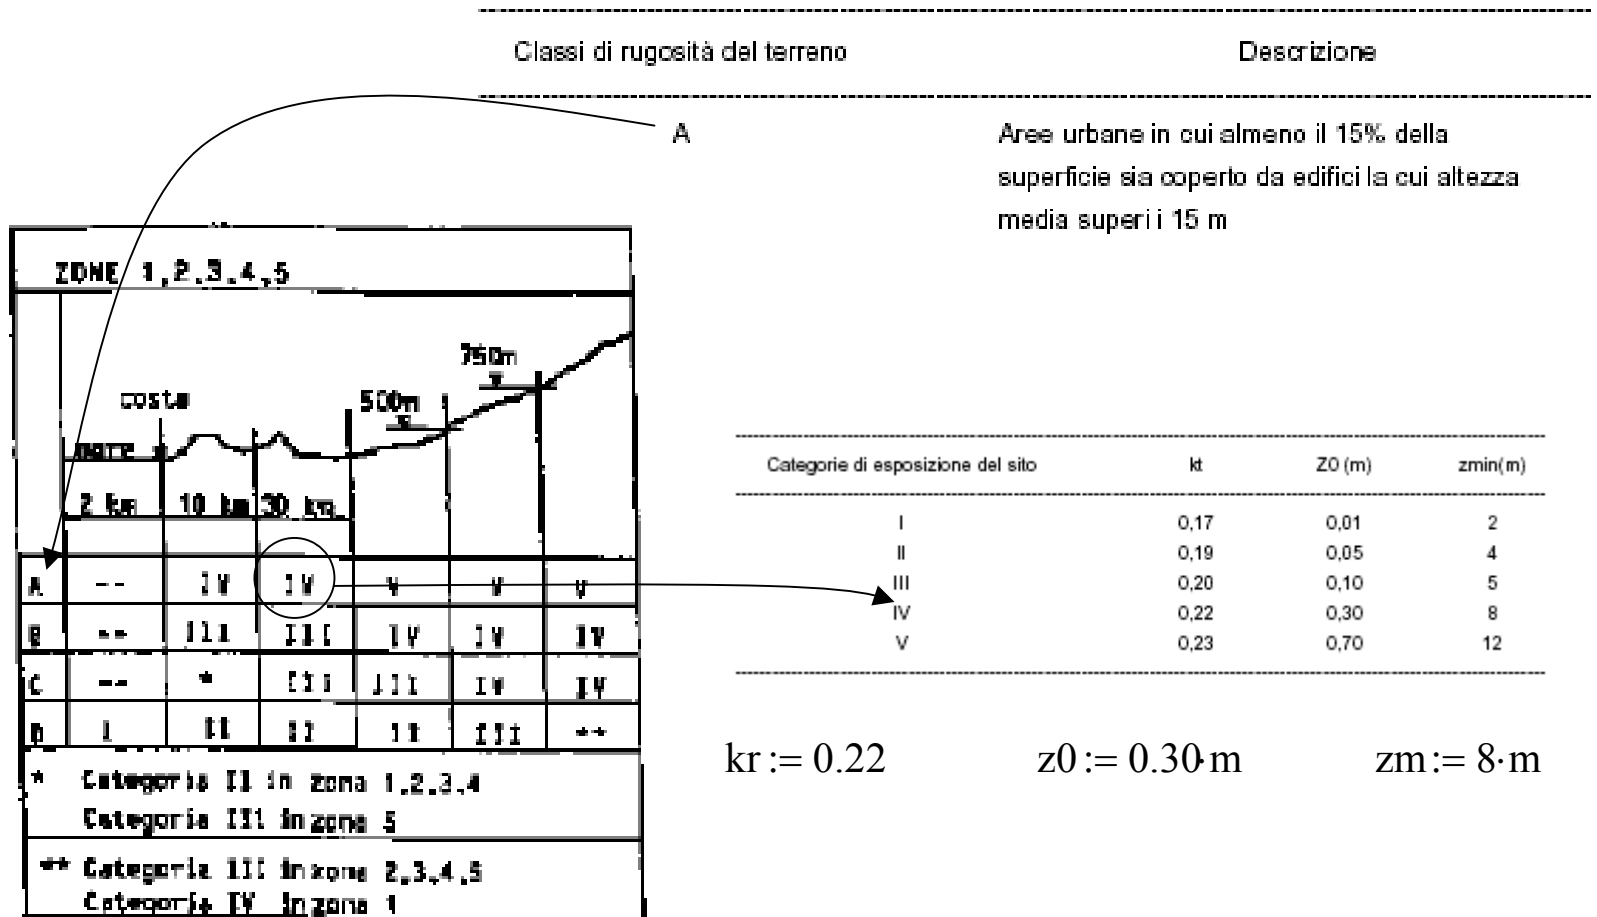 Classi di rugosità del terreno Descrizione
A Aree urbane in cui almeno il 15% della
superficie sia coperto da edifici la cui altezza
media superi i 15 m
ZONE 1,2.3.4,5
750m
costa 500m
mare
2 km 10 km 30 km
A -- IV IV V V V
B ** III III IV IV IV
C -- * III III IV IV
D I II II II III **
* Categoria II in zona 1,2.3.4
Categoria III in zona 5
** Categoria III in zona 2,3,4,5
Categoria IV in zona 1
Categorie di esposizione del sito kt Z0 (m) zmin(m)
I 0,17 0,01 2
II 0,19 0,05 4
III 0,20 0,10 5
IV 0,22 0,30 8
V 0,23 0,70 12
kr := 0.22 z0 := 0.30·m zm := 8·m